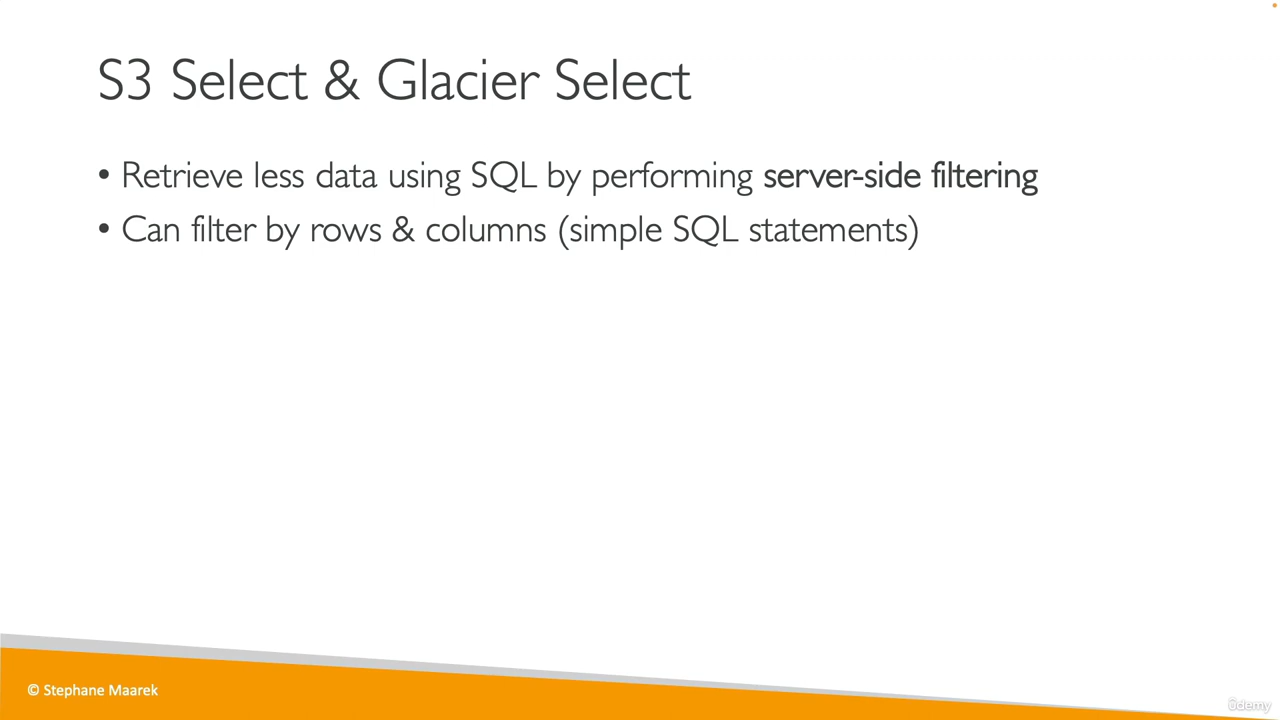 S3 Select & Glacier Select
• Retrieve less data using SQL by performing server-side filtering
• Can filter by rows & columns (simple SQL statements)
© Stephane Maarek
ûdemy